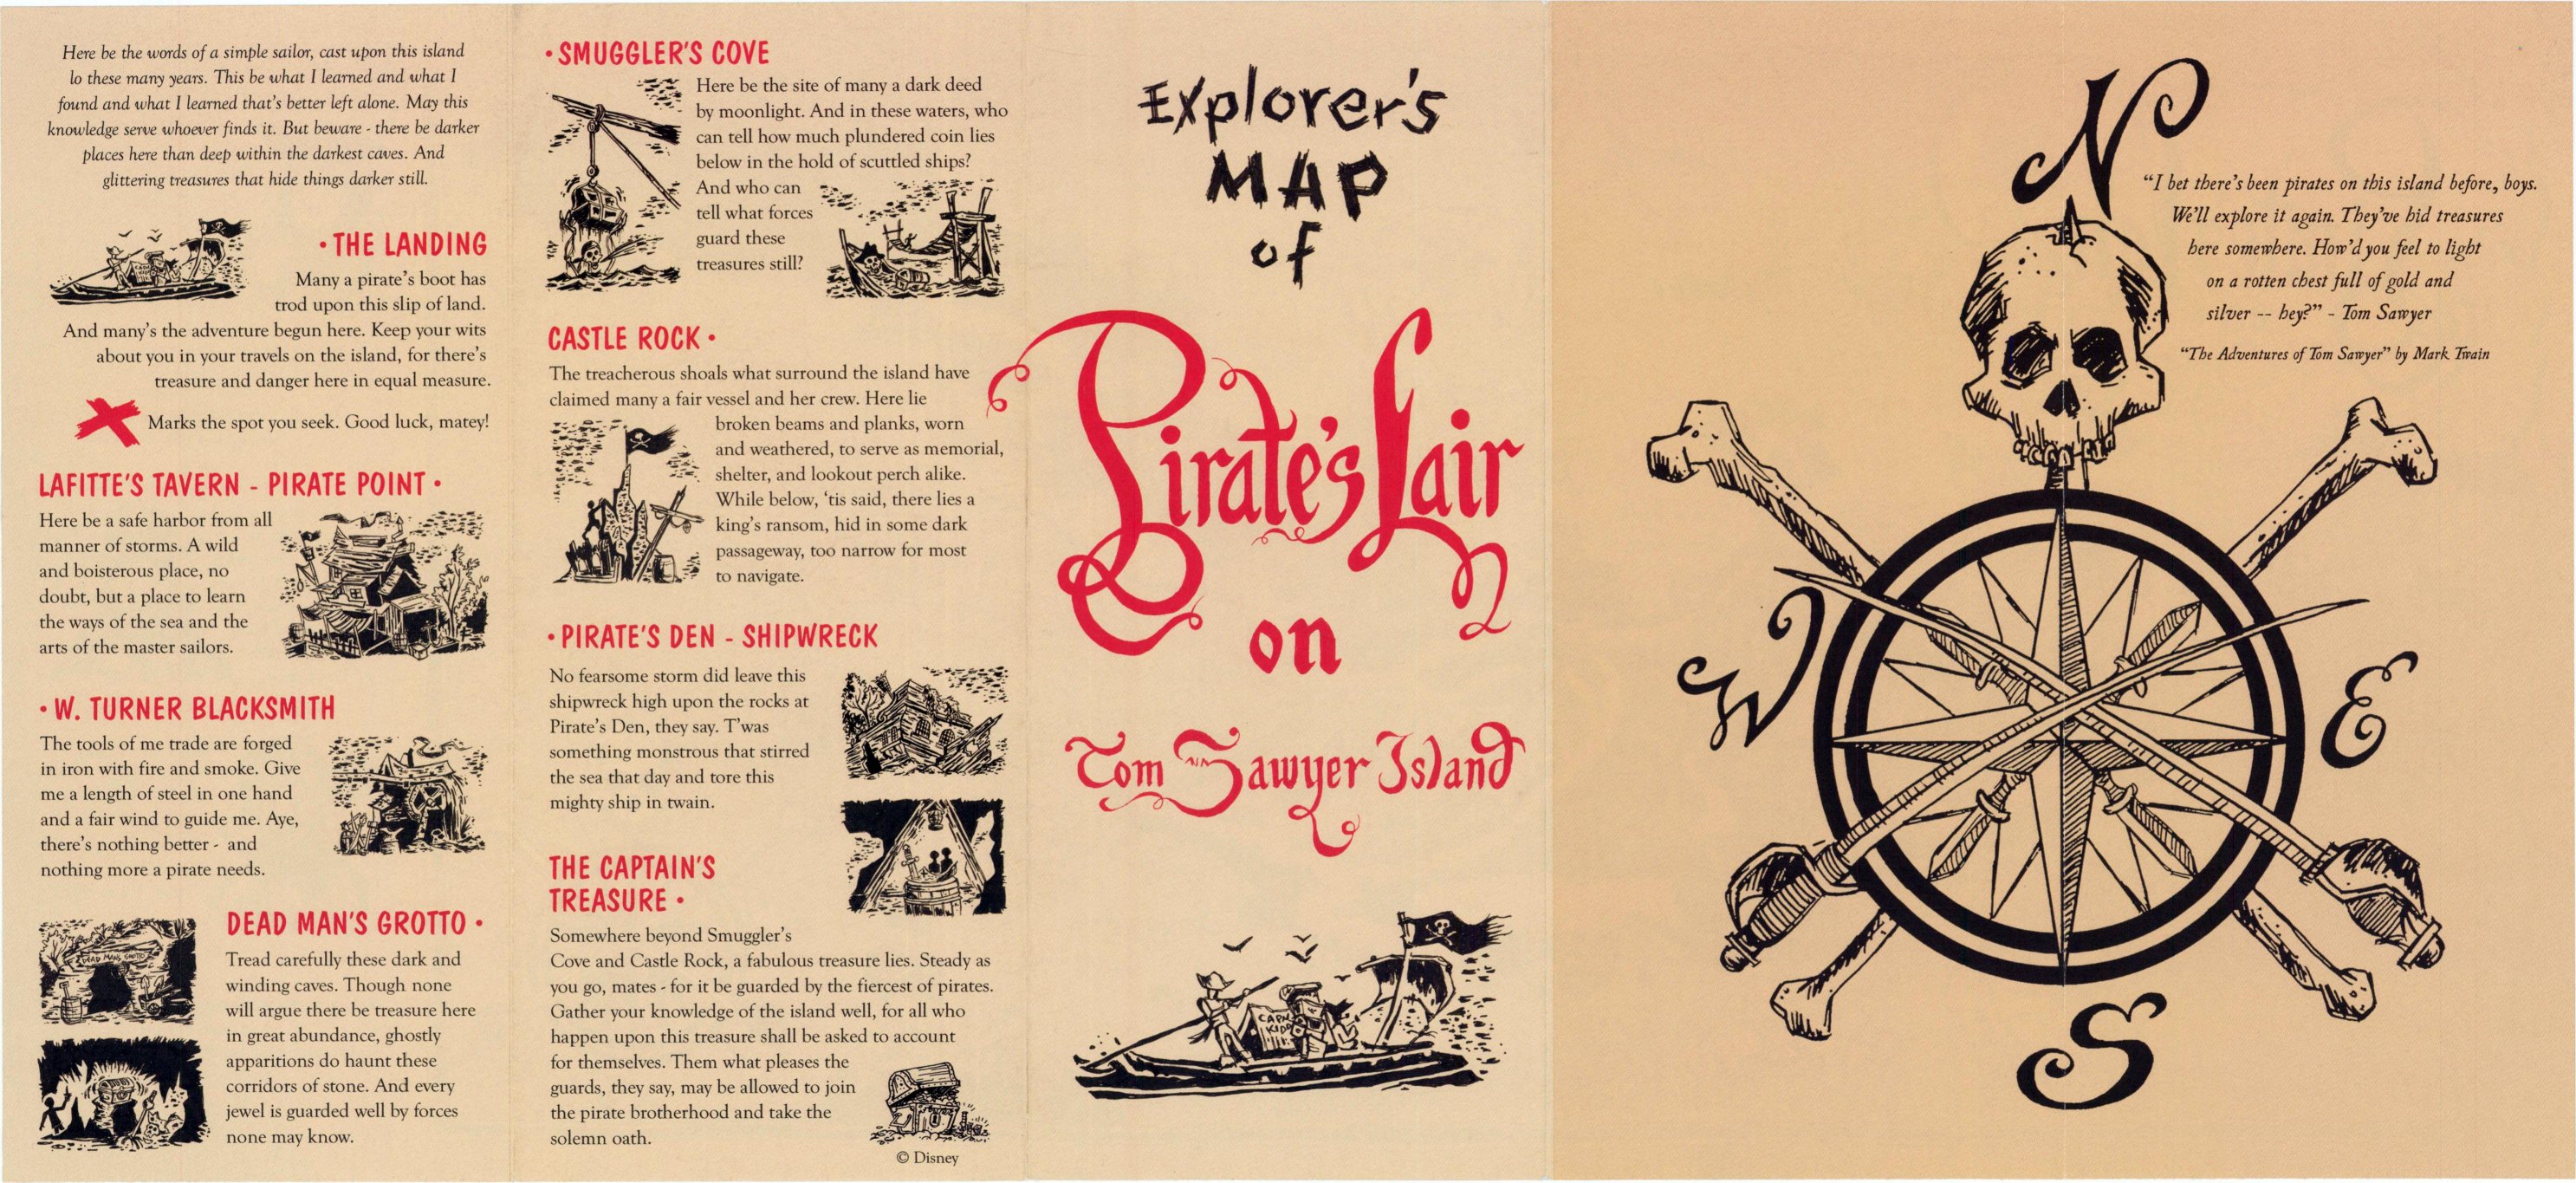 Here be the words of a simple sailor, cast upon this island
lo these many years. This be what I learned and what I
found and what I learned that's better left alone. May this
knowledge serve whoever finds it. But beware - there be darker
places here than deep within the darkest caves. And
glittering treasures that hide things darker still.
• THE LANDING
Many a pirate's boot has
trod upon this slip of land.
And many's the adventure begun here. Keep your wits
about you in your travels on the island, for there's
treasure and danger here in equal measure.
Marks the spot you seek. Good luck, matey!
LAFITTE'S TAVERN - PIRATE POINT •
Here be a safe harbor from all
manner of storms. A wild
and boisterous place, no
doubt, but a place to learn
the ways of the sea and the
arts of the master sailors.
• W. TURNER BLACKSMITH
The tools of me trade are forged
in iron with fire and smoke. Give
me a length of steel in one hand
and a fair wind to guide me. Aye,
there's nothing better - and
nothing more a pirate needs.
DEAD MAN'S GROTTO •
DEAD MAN'S GROTTO
Tread carefully these dark and
winding caves. Though none
will argue there be treasure here
in great abundance, ghostly
apparitions do haunt these
corridors of stone. And every
jewel is guarded well by forces
none may know.
• SMUGGLER'S COVE
Here be the site of many a dark deed
by moonlight. And in these waters, who
can tell how much plundered coin lies
below in the hold of scuttled ships?
And who can
tell what forces
guard these
treasures still?
CASTLE ROCK •
The treacherous shoals what surround the island have
claimed many a fair vessel and her crew. Here lie
broken beams and planks, worn
and weathered, to serve as memorial,
shelter, and lookout perch alike.
While below, 'tis said, there lies a
king's ransom, hid in some dark
passageway, too narrow for most
to navigate.
• PIRATE'S DEN - SHIPWRECK
No fearsome storm did leave this
shipwreck high upon the rocks at
Pirate's Den, they say. T'was
something monstrous that stirred
the sea that day and tore this
mighty ship in twain.
THE CAPTAIN'S
TREASURE •
Somewhere beyond Smuggler's
Cove and Castle Rock, a fabulous treasure lies. Steady as
you go, mates - for it be guarded by the fiercest of pirates.
Gather your knowledge of the island well, for all who
happen upon this treasure shall be asked to account
for themselves. Them what pleases the
guards, they say, may be allowed to join
the pirate brotherhood and take the
solemn oath.
© Disney
Explorer's
MAP
of
Pirate's Lair
on
Tom Sawyer Island
CAP'N
KIDD
N
"I bet there's been pirates on this island before, boys.
We'll explore it again. They've hid treasures
here somewhere. How'd you feel to light
on a rotten chest full of gold and
silver -- hey?" - Tom Sawyer
"The Adventures of Tom Sawyer" by Mark Twain
W
E
S